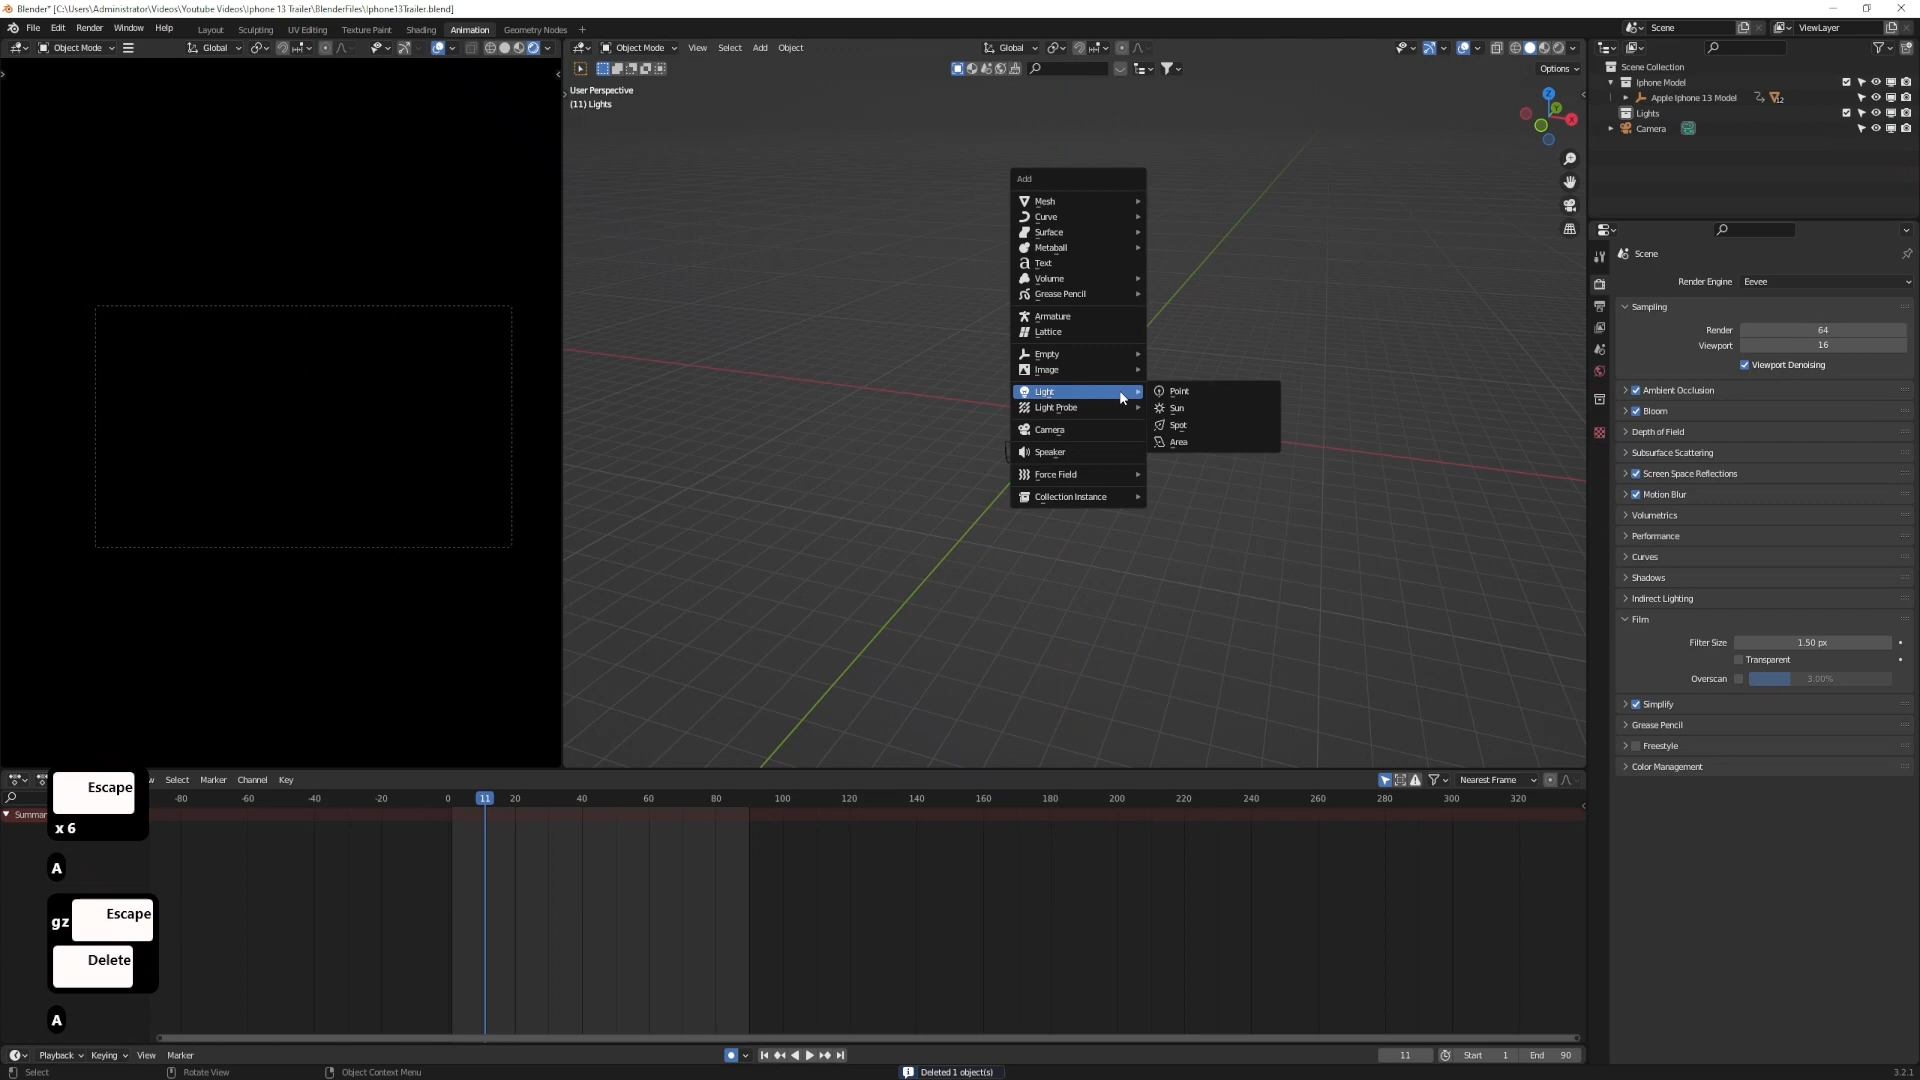 Blender* [C:\Users\Administrator\Videos\Youtube Videos\Iphone 13 Trailer\BlenderFiles\Iphone13Trailer.blend]
File Edit Render Window Help Layout Sculpting UV Editing Texture Paint Shading Animation Geometry Nodes + Scene ViewLayer
Object Mode Global Object Mode View Select Add Object Global
Options
User Perspective
(11) Lights
Scene Collection
Iphone Model
Apple Iphone 13 Model 12
Lights
Camera
Z
Y
X
Add
Mesh
Curve
Surface
Metaball
Text
Volume
Grease Pencil
Armature
Lattice
Empty
Image
Light
Light Probe
Camera
Speaker
Force Field
Collection Instance
Point
Sun
Spot
Area
Scene
Render Engine Eevee
Sampling
Render 64
Viewport 16
Viewport Denoising
Ambient Occlusion
Bloom
Depth of Field
Subsurface Scattering
Screen Space Reflections
Motion Blur
Volumetrics
Performance
Curves
Shadows
Indirect Lighting
Film
Filter Size 1.50 px
Transparent
Overscan 3.00%
Simplify
Grease Pencil
Freestyle
Color Management
Select Marker Channel Key Nearest Frame
-80 -60 -40 -20 0 11 20 40 60 80 100 120 140 160 180 200 220 240 260 280 300 320
Summar
Escape
x 6
A
gz Escape
Delete
A
Playback Keying View Marker 11 Start 1 End 90
Select Rotate View Object Context Menu Deleted 1 object(s) 3.2.1